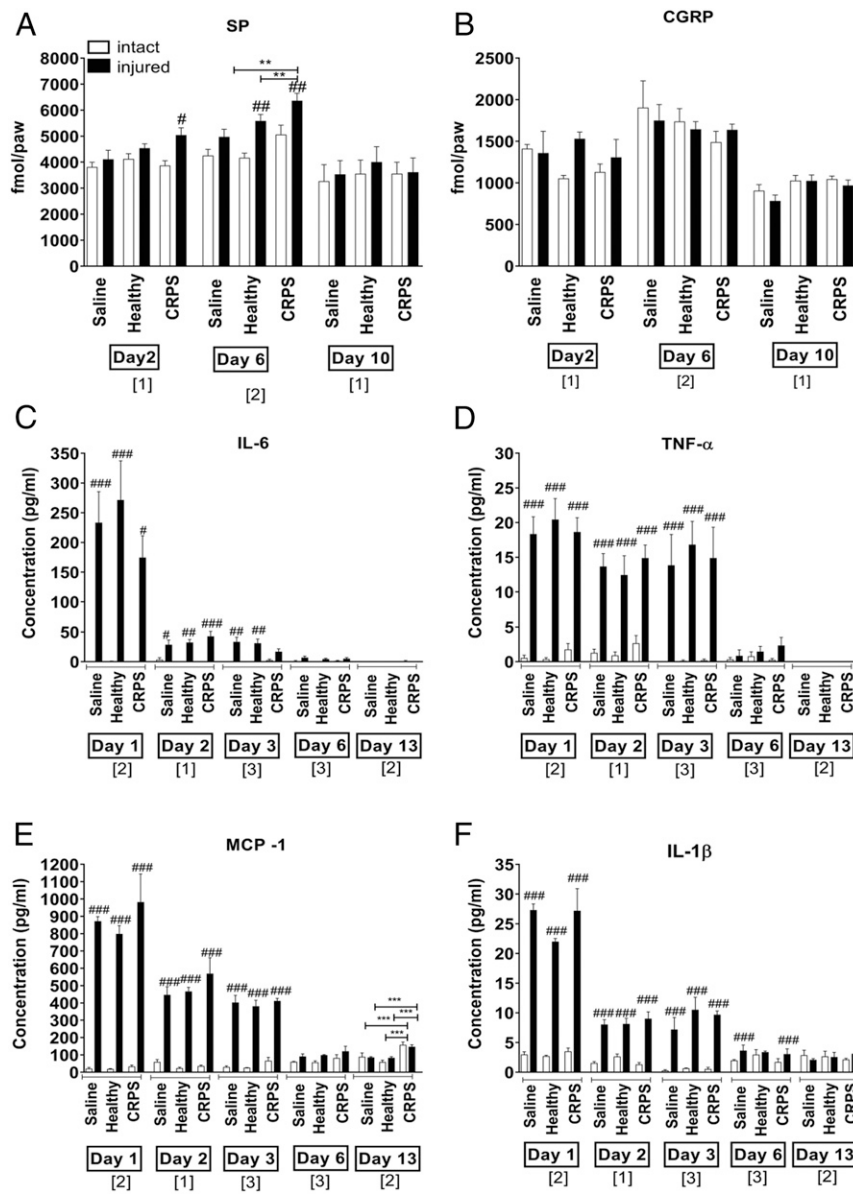 A
SP
intact
injured
8000
7000
6000
5000
4000
3000
2000
1000
0
fmol/paw
**
**
#
##
##
Saline
Healthy
CRPS
Saline
Healthy
CRPS
Saline
Healthy
CRPS
Day2
Day 6
Day 10
[1]
[2]
[1]
B
CGRP
2500
2000
1500
1000
500
0
fmol/paw
Saline
Healthy
CRPS
Saline
Healthy
CRPS
Saline
Healthy
CRPS
Day2
Day 6
Day 10
[1]
[2]
[1]
C
IL-6
350
300
250
200
150
100
50
0
Concentration (pg/ml)
###
###
#
#
##
###
##
##
Saline
Healthy
CRPS
Saline
Healthy
CRPS
Saline
Healthy
CRPS
Saline
Healthy
CRPS
Saline
Healthy
CRPS
Day 1
Day 2
Day 3
Day 6
Day 13
[2]
[1]
[3]
[3]
[2]
D
TNF-α
35
30
25
20
15
10
5
0
Concentration (pg/ml)
###
###
###
###
###
###
###
###
###
Saline
Healthy
CRPS
Saline
Healthy
CRPS
Saline
Healthy
CRPS
Saline
Healthy
CRPS
Saline
Healthy
CRPS
Day 1
Day 2
Day 3
Day 6
Day 13
[2]
[1]
[3]
[3]
[2]
E
MCP -1
1200
1100
1000
900
800
700
600
500
400
300
200
100
0
Concentration (pg/ml)
###
###
###
###
###
###
###
###
###
***
***
***
***
Saline
Healthy
CRPS
Saline
Healthy
CRPS
Saline
Healthy
CRPS
Saline
Healthy
CRPS
Saline
Healthy
CRPS
Day 1
Day 2
Day 3
Day 6
Day 13
[2]
[1]
[3]
[3]
[2]
F
IL-1β
35
30
25
20
15
10
5
0
Concentration (pg/ml)
###
###
###
###
###
###
###
###
###
###
###
Saline
Healthy
CRPS
Saline
Healthy
CRPS
Saline
Healthy
CRPS
Saline
Healthy
CRPS
Saline
Healthy
CRPS
Day 1
Day 2
Day 3
Day 6
Day 13
[2]
[1]
[3]
[3]
[2]